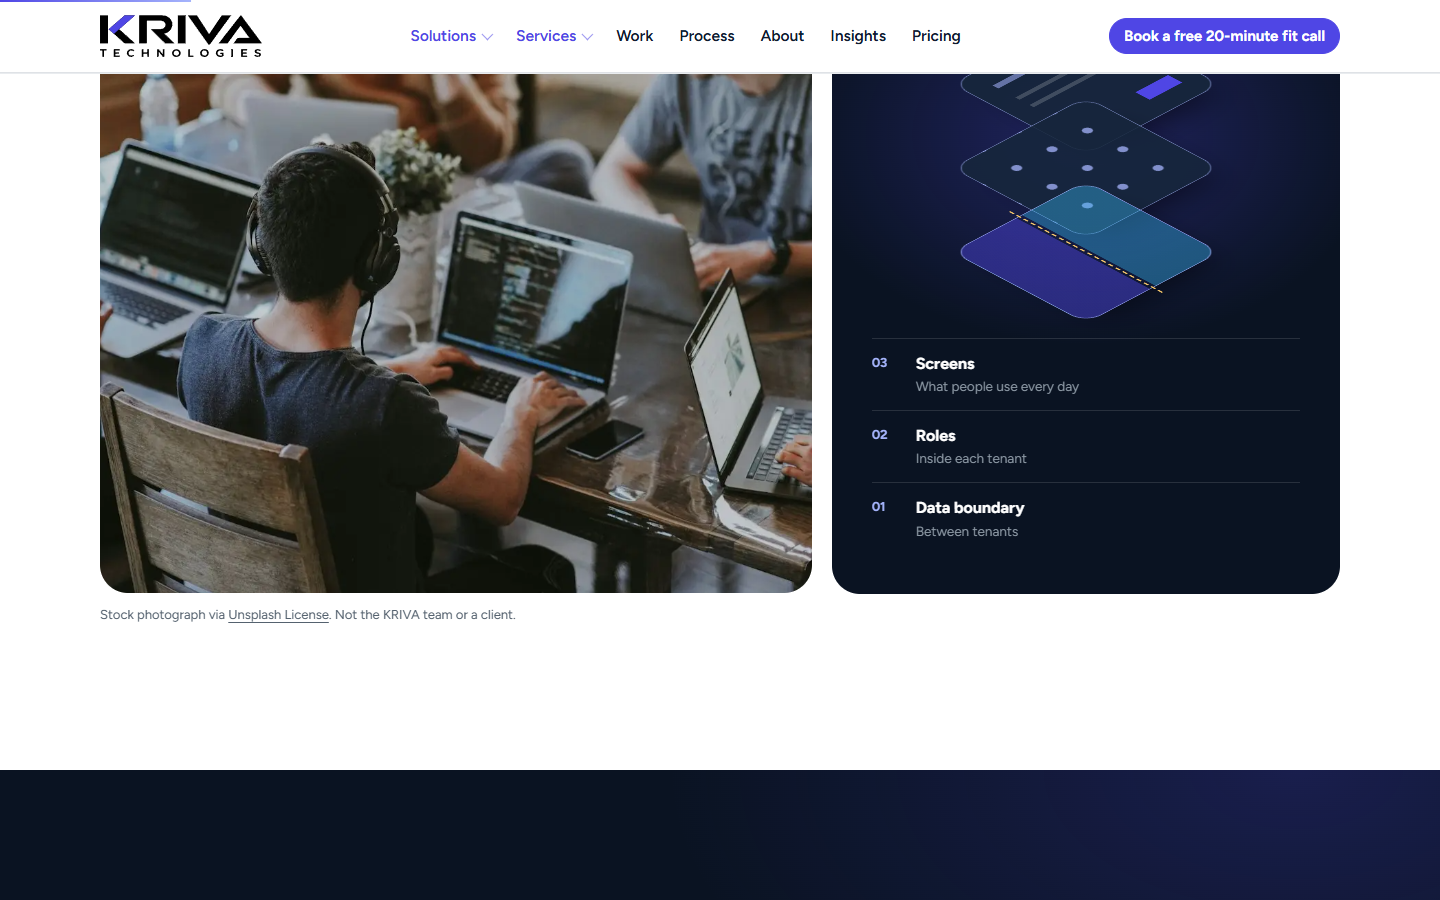 KRIVA
TECHNOLOGIES
Solutions
Services
Work
Process
About
Insights
Pricing
Book a free 20-minute fit call
03
Screens
What people use every day
02
Roles
Inside each tenant
01
Data boundary
Between tenants
Stock photograph via Unsplash License. Not the KRIVA team or a client.